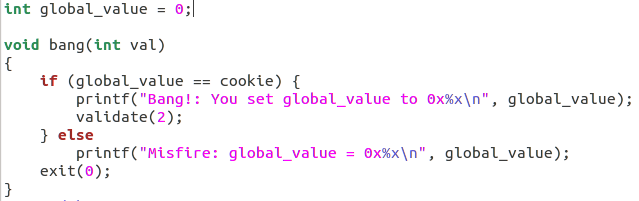 int global_value = 0;
void bang(int val)
{
    if (global_value == cookie) {
        printf("Bang!: You set global_value to 0x%x\n", global_value);
        validate(2);
    } else
        printf("Misfire: global_value = 0x%x\n", global_value);
    exit(0);
}